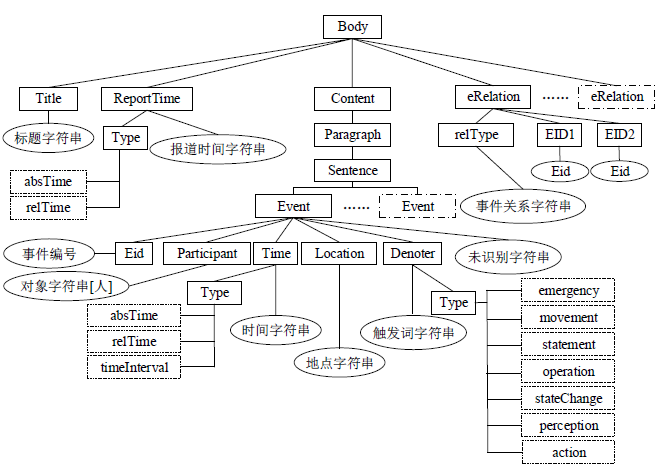 Body
Title
ReportTime
Content
eRelation
……
eRelation
标题字符串
Type
报道时间字符串
Paragraph
relType
EID1
EID2
absTime
relTime
Sentence
Eid
Eid
事件关系字符串
Event
……
Event
事件编号
Eid
Participant
Time
Location
Denoter
未识别字符串
对象字符串[人]
Type
Type
absTime
relTime
timeInterval
时间字符串
地点字符串
触发词字符串
emergency
movement
statement
operation
stateChange
perception
action